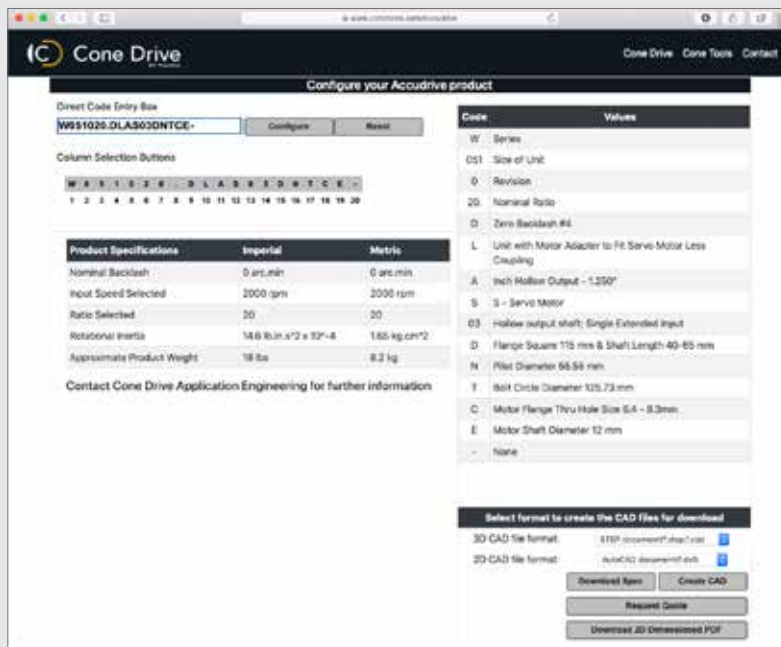 Cone Drive
Cone Drive Cone Tools Contact
Configure your Accudrive product
Direct Code Entry Box
W051020.DLAS03DNTCE-
Configure Reset
Column Selection Buttons
W 0 5 1 0 2 0 . D L A S 0 3 D N T C E -
1 2 3 4 5 6 7 8 9 10 11 12 13 14 15 16 17 18 19 20
Product Specifications Imperial Metric
Nominal Backlash 0 arc.min 0 arc.min
Input Speed Selected 2000 rpm 2000 rpm
Ratio Selected 20 20
Rotational Inertia 14.6 lb.in.s^2 x 10^-4 1.65 kg.cm^2
Approximate Product Weight 18 lbs 8.2 kg
Contact Cone Drive Application Engineering for further information
Code Values
W Series
051 Size of Unit
0 Revision
20. Nominal Ratio
D Zero Backlash #4
L Unit with Motor Adapter to Fit Servo Motor Less
Coupling
A Inch Hollow Output - 1.250"
S S - Servo Motor
03 Hollow output shaft; Single Extended Input
D Flange Square 115 mm & Shaft Length 40-65 mm
N Pilot Diameter
T Bolt Circle Diameter 125.73 mm
C Motor Flange Thru Hole Size 8.4 - 9.3mm
E Motor Shaft Diameter 12 mm
- None
Select format to create the CAD files for download
3D CAD file format:
2D CAD file format:
Download Spec Create CAD
Request Quote
Download 2D Dimensioned PDF